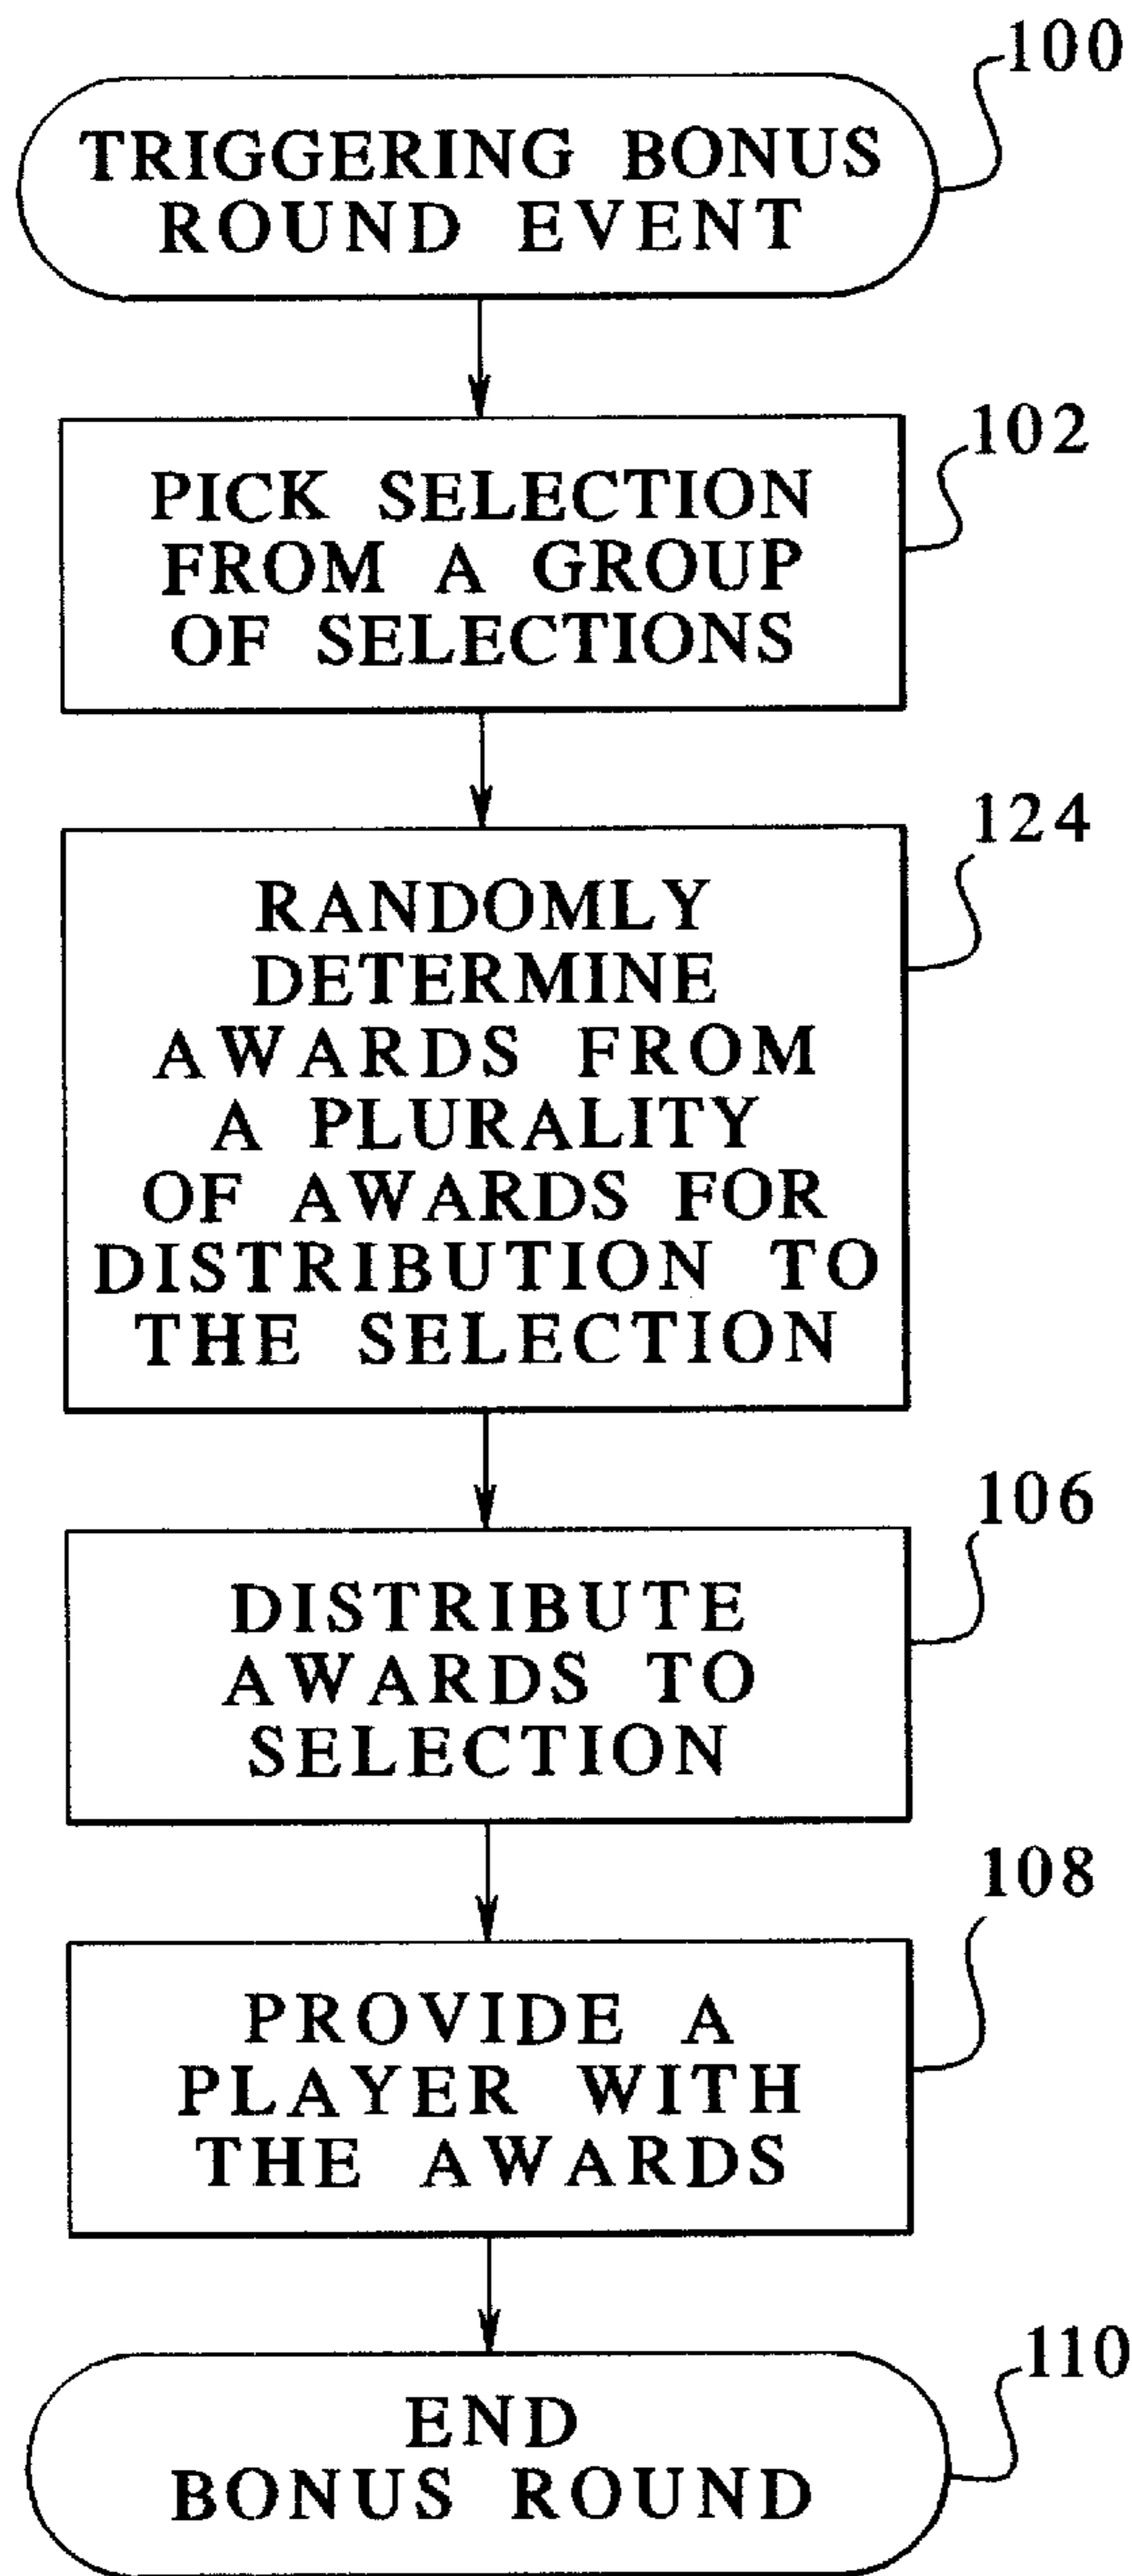 100
TRIGGERING BONUS
ROUND EVENT
102
PICK SELECTION
FROM A GROUP
OF SELECTIONS
124
RANDOMLY
DETERMINE
AWARDS FROM
A PLURALITY
OF AWARDS FOR
DISTRIBUTION TO
THE SELECTION
106
DISTRIBUTE
AWARDS TO
SELECTION
108
PROVIDE A
PLAYER WITH
THE AWARDS
110
END
BONUS ROUND